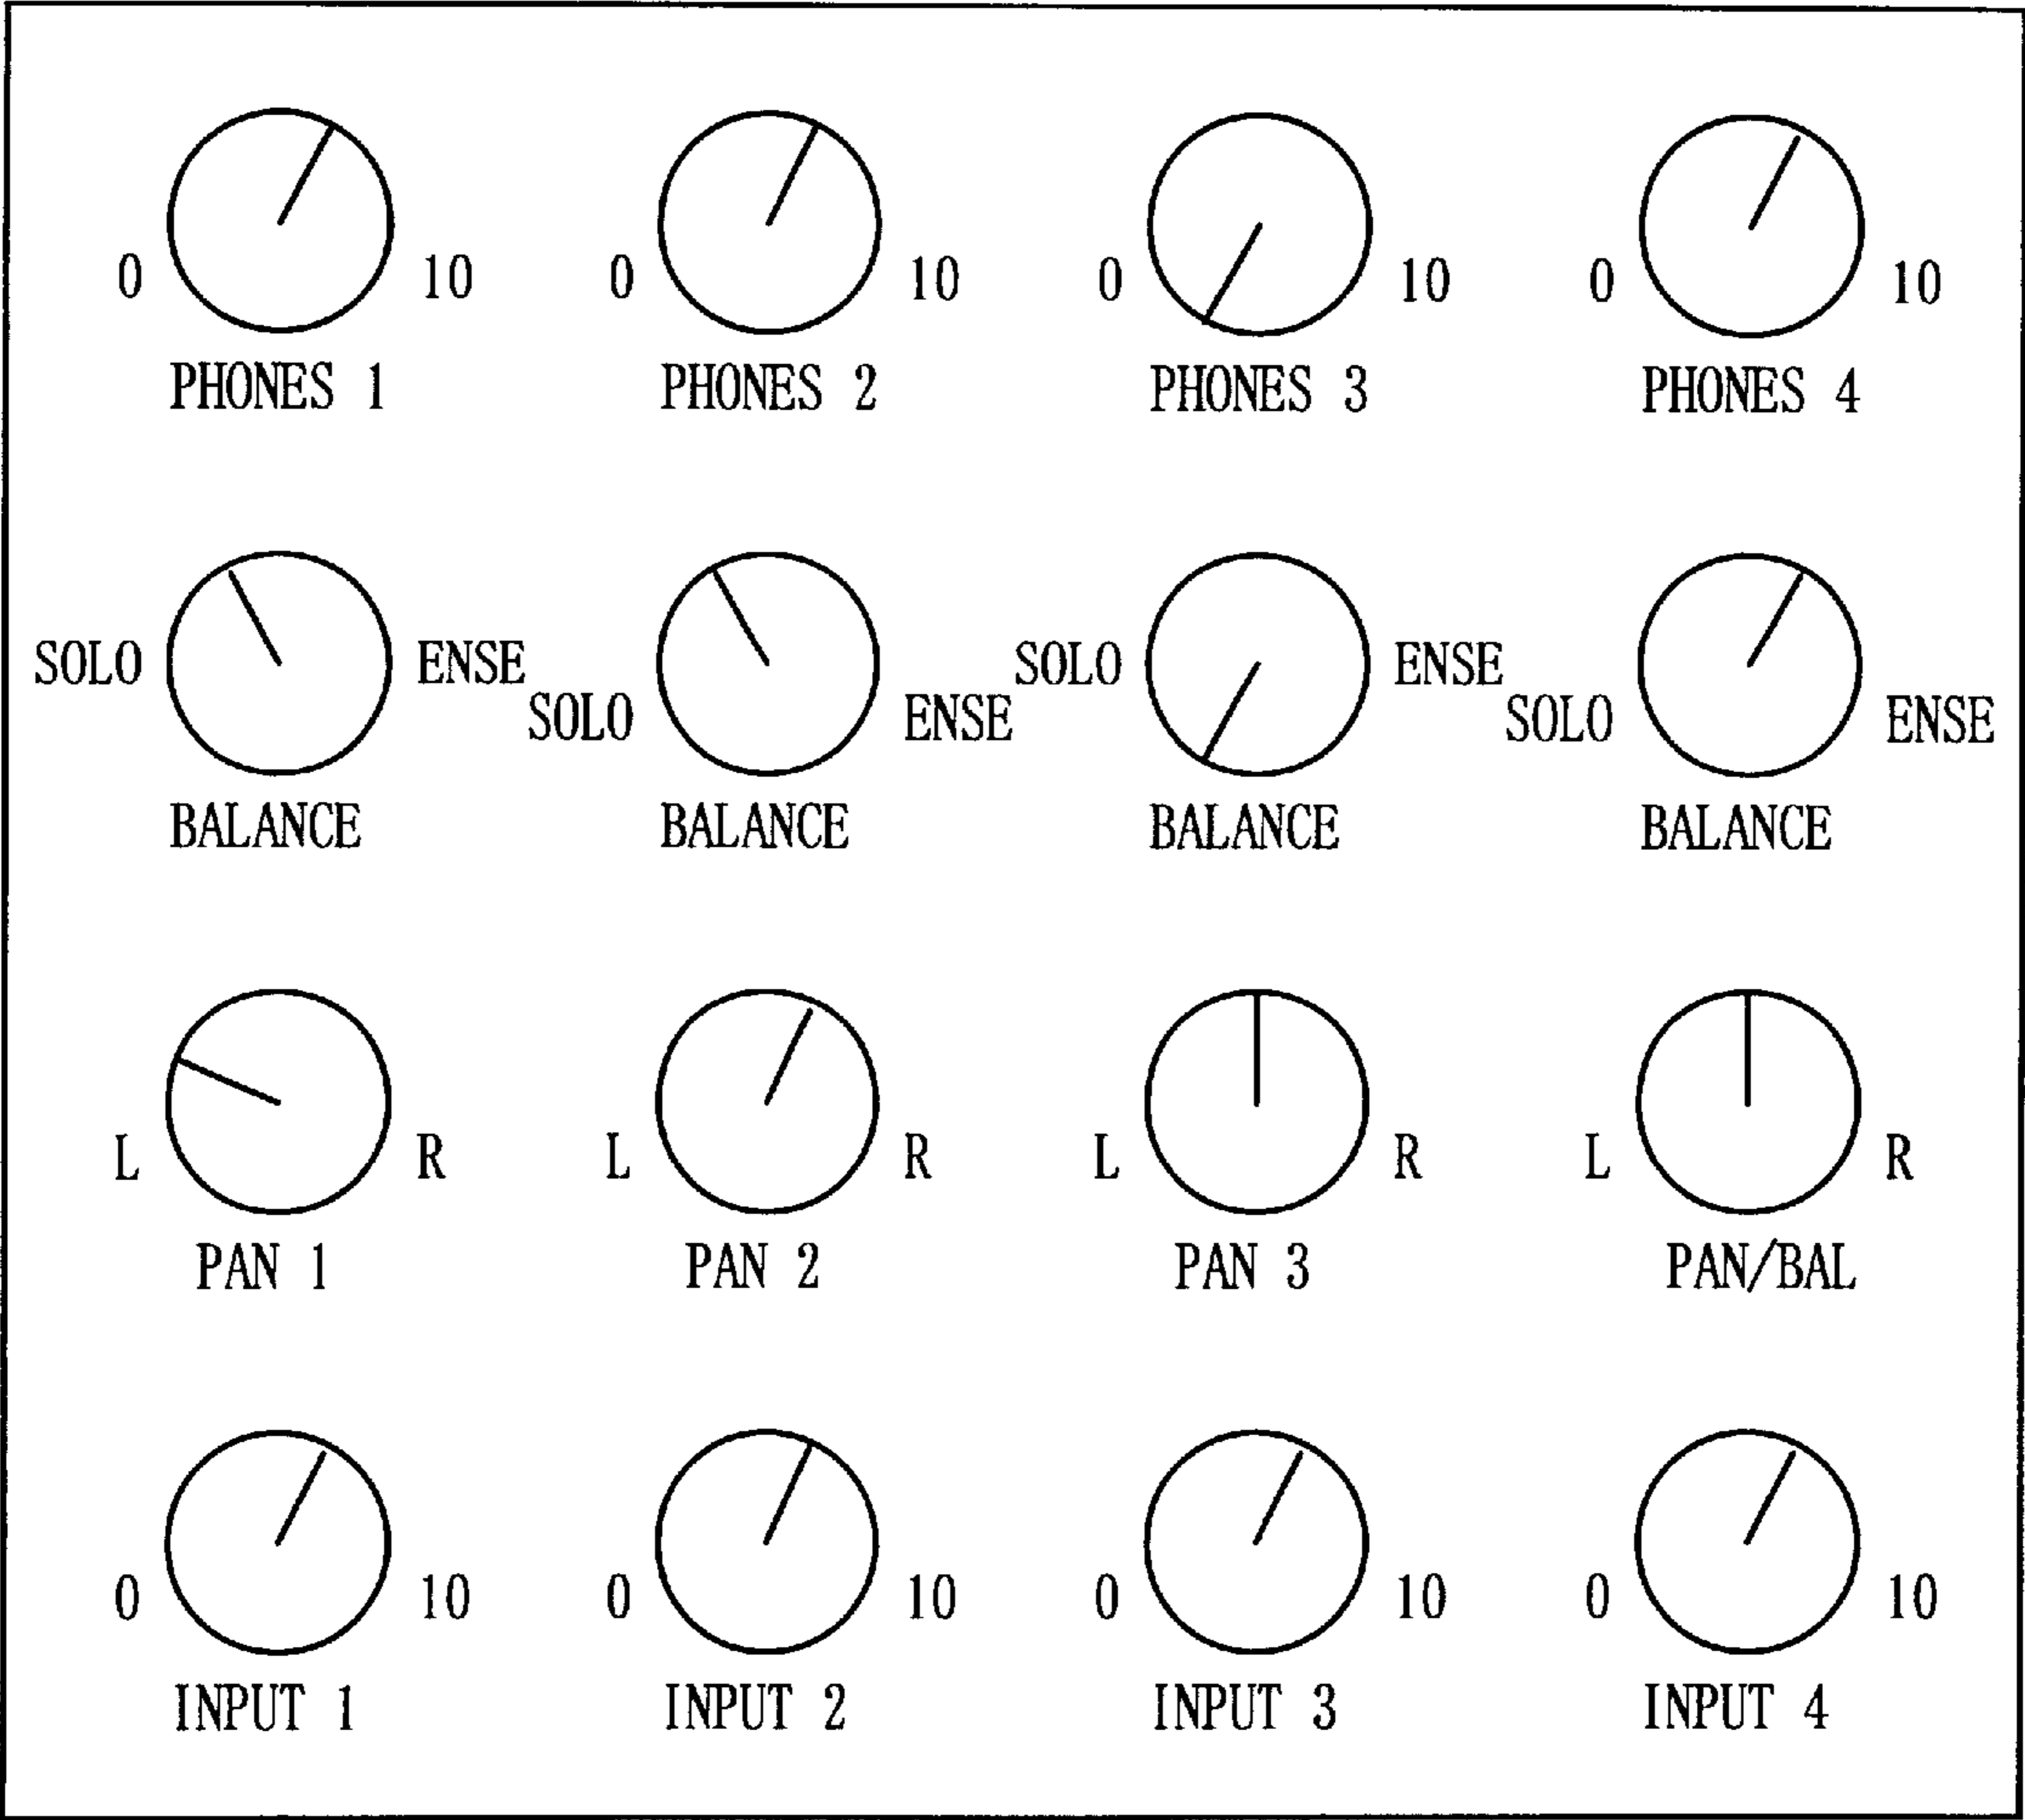 0 10 0 10 0 10 0 10
PHONES 1 PHONES 2 PHONES 3 PHONES 4
SOLO ENSE SOLO ENSE SOLO ENSE SOLO ENSE
BALANCE BALANCE BALANCE BALANCE
L R L R L R L R
PAN 1 PAN 2 PAN 3 PAN/BAL
0 10 0 10 0 10 0 10
INPUT 1 INPUT 2 INPUT 3 INPUT 4